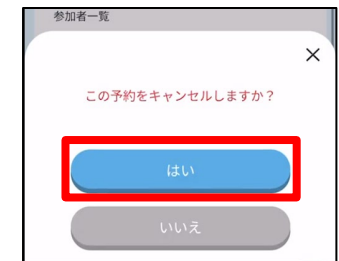 参加者一覧
この予約をキャンセルしますか？
はい
いいえ